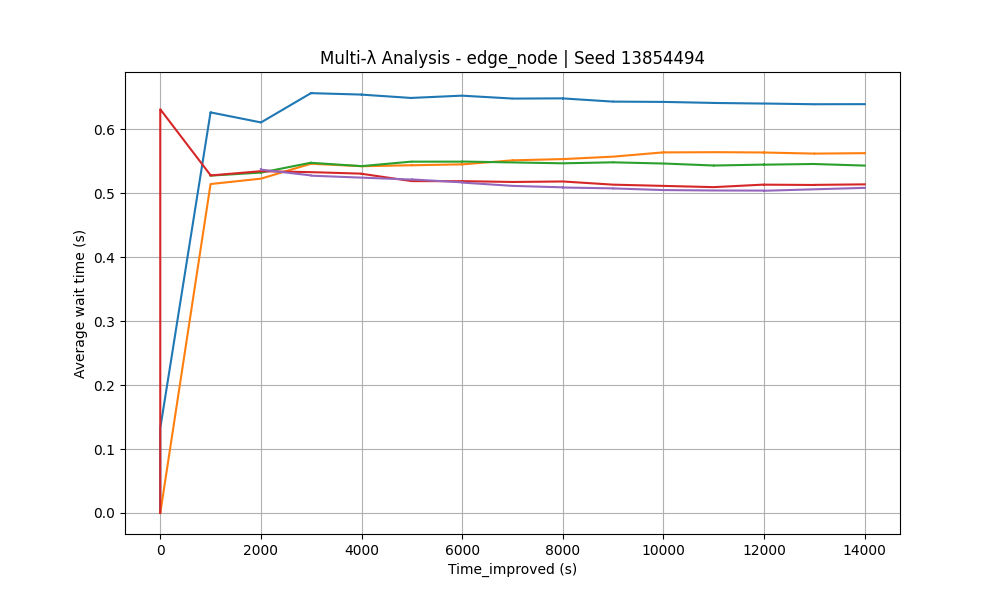 Multi-λ Analysis - edge_node | Seed 13854494
Average wait time (s)
0.6
0.5
0.4
0.3
0.2
0.1
0.0
0 2000 4000 6000 8000 10000 12000 14000
Time_improved (s)